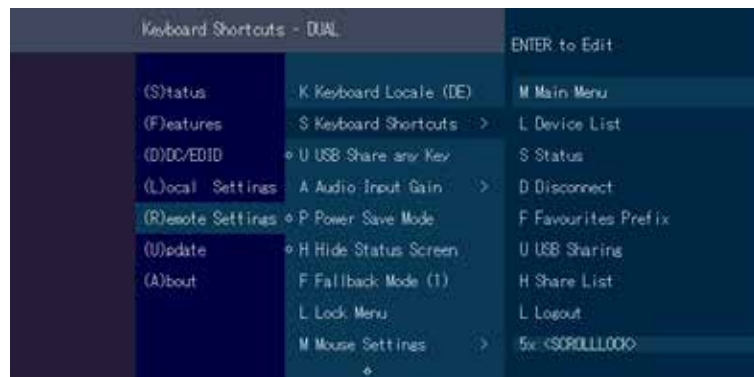 Keyboard Shortcuts - DUAL
ENTER to Edit
(S)tatus
(F)eatures
(D)DC/EDID
(L)ocal Settings
(R)emote Settings
(U)pdate
(A)bout
K Keyboard Locale (DE)
S Keyboard Shortcuts >
U USB Share any Key
A Audio Input Gain >
P Power Save Mode
H Hide Status Screen
F Fallback Mode (1)
L Lock Menu
M Mouse Settings >
M Main Menu
L Device List
S Status
D Disconnect
F Favourites Prefix
U USB Sharing
H Share List
L Logout
5x <SCROLLLOCK>